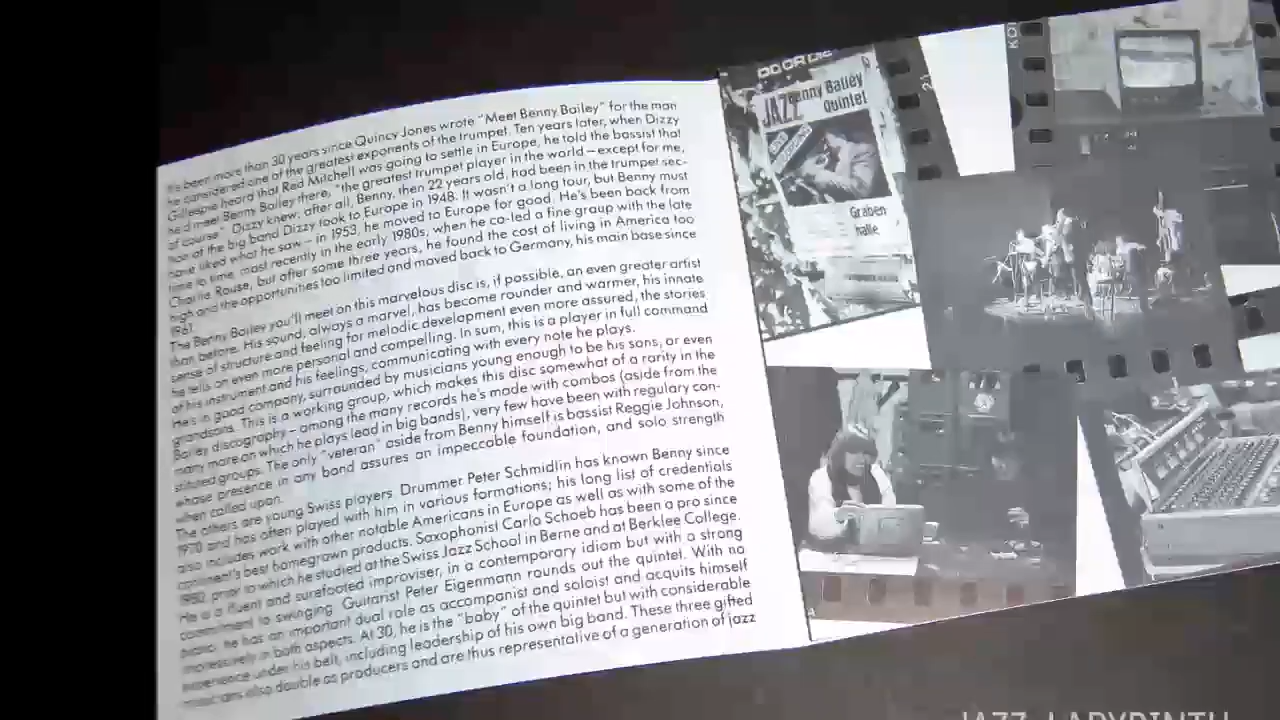 It's been more than 30 years since Quincy Jones wrote "Meet Benny Bailey" for the man
he considered one of the greatest exponents of the trumpet. Ten years later, when Dizzy
Gillespie heard that Red Mitchell was going to settle in Europe, he told the bassist that
he'd meet Benny Bailey there, "the greatest trumpet player in the world – except for me,
of course". Dizzy knew; after all, Benny, then 22 years old, had been in the trumpet sec-
tion of the big band Dizzy took to Europe in 1948. It wasn't a long tour, but Benny must
have liked what he saw – in 1953, he moved to Europe for good. He's been back from
time to time, most recently in the early 1980s, when he co-led a fine group with the late
Charlie Rouse, but after some three years, he found the cost of living in America too
high and the opportunities too limited and moved back to Germany, his main base since
1961.
The Benny Bailey you'll meet on this marvelous disc is, if possible, an even greater artist
than before. His sound, always a marvel, has become rounder and warmer, his innate
sense of structure and feeling for melodic development even more assured, the stories
he tells an even more personal and compelling. In sum, this is a player in full command
of his instrument and his feelings, communicating with every note he plays.
He's in good company, surrounded by musicians young enough to be his sons, or even
grandsons. This is a working group, which makes this disc somewhat of a rarity in the
Bailey discography – among the many records he's made with combos (aside from the
many more on which he plays lead in big bands), very few have been with regulary con-
stituted groups. The only "veteran" aside from Benny himself is bassist Reggie Johnson,
whose presence in any band assures an impeccable foundation, and solo strength
when called upon.
The others are young Swiss players. Drummer Peter Schmidlin has known Benny since
1970 and has often played with him in various formations; his long list of credentials
also includes work with other notable Americans in Europe as well as with some of the
continent's best homegrown products. Saxophonist Carlo Schoeb has been a pro since
1980 prior to which he studied at the Swiss Jazz School in Berne and at Berklee College.
He is a fluent and surefooted improviser, in a contemporary idiom but with a strong
commitment to swinging. Guitarist Peter Eigenmann rounds out the quintet. With no
piano, he has an important dual role as accompanist and soloist and acquits himself
impressively in both aspects. At 30, he is the "baby" of the quintet but with considerable
experience under his belt, including leadership of his own big band. These three gifted
musicians also double as producers and are thus representative of a generation of jazz
JAZZ
Benny Bailey
Quintet
Graben
halle
21
JAZZ LABYRINTH